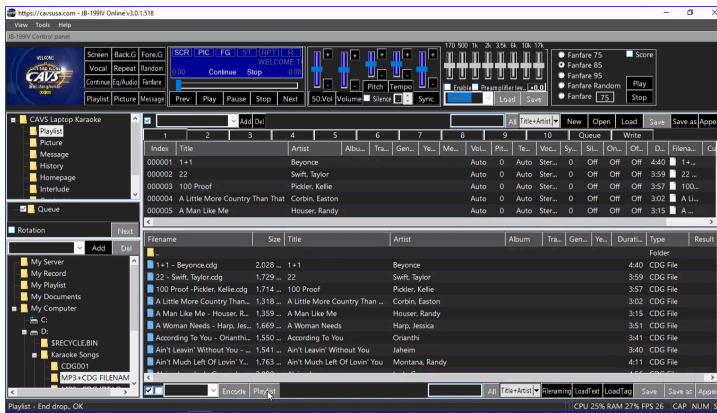 https://cavsusa.com - JB-199IV Online v3.0.1.518
View Tools Help
JB-199IV Control panel
WELCOME
CAVS
Screen Back.G Fore.G
Vocal Repeat Random
Continue Eq/Audio Fanfare
Playlist Picture Message
SCR PIC FG ST RPT R
WELCOME T
0:00 Continue Stop -0:00
Prev Play Pause Stop Next
50.Vol Volume Silence Pitch Tempo Sync
170 500 1k 2k 3.5k 6k 10k 17k
Enable Preamplifier lev.. +0.0
Load Save
Fanfare 75
Fanfare 85
Fanfare 95
Fanfare Random
Fanfare 75
Score
Play
Stop
CAVS Laptop Karaoke
Playlist
Picture
Message
History
Homepage
Interlude
Queue
Rotation Next
Add Del
My Server
My Record
My Playlist
My Documents
My Computer
C:
D:
$RECYCLE.BIN
Karaoke Songs
CDG001
MP3+CDG FILENAM
Add Del All Title+Artist New Open Load Save Save as Appe
1 2 3 4 5 6 7 8 9 10 Queue Write
Index Title Artist Albu... Tra... Gen... Ye... Me... Vol... Pit... Te... Voc... Sy... Sil... On... Of... D... Filena... Cu
000001 1+1 Beyonce Auto 0 Auto Ster... 0 Off Off Off 4:40 1+...
000002 22 Swift, Taylor Auto 0 Auto Ster... 0 Off Off Off 3:59 22 ...
000003 100 Proof Pickler, Kellie Auto 0 Auto Ster... 0 Off Off Off 3:57 100...
000004 A Little More Country Than That Corbin, Easton Auto 0 Auto Ster... 0 Off Off Off 3:02 A Li...
000005 A Man Like Me Houser, Randy Auto 0 Auto Ster... 0 Off Off Off 3:15 A ...
Filename Size Title Artist Album Tra... Gen... Ye... Durati... Type Result
.. Folder
1+1 - Beyonce.cdg 2,028 ... 1+1 Beyonce 4:40 CDG File
22 - Swift, Taylor.cdg 1,729 ... 22 Swift, Taylor 3:59 CDG File
100 Proof -Pickler, Kellie.cdg 1,714 ... 100 Proof Pickler, Kellie 3:57 CDG File
A Little More Country Than... 1,318 ... A Little More Country Than ... Corbin, Easton 3:02 CDG File
A Man Like Me - Houser, R... 1,359 ... A Man Like Me Houser, Randy 3:15 CDG File
A Woman Needs - Harp, Jes... 1,669 ... A Woman Needs Harp, Jessica 3:51 CDG File
According To You - Orianthi... 1,550 ... According To You Orianthi 3:41 CDG File
Ain't Leavin' Without You - ... 1,541 ... Ain't Leavin' Without You Jaheim 3:40 CDG File
Ain't Much Left Of Lovin' Y... 1,763 ... Ain't Much Left Of Lovin' You Montana, Randy 4:11 CDG File
Encode Playlist All Title+Artist Filenaming LoadText LoadTag Save Save as Appe
Playlist - End drop.. OK CPU 25% RAM 27% FPS 26 CAP NUM S